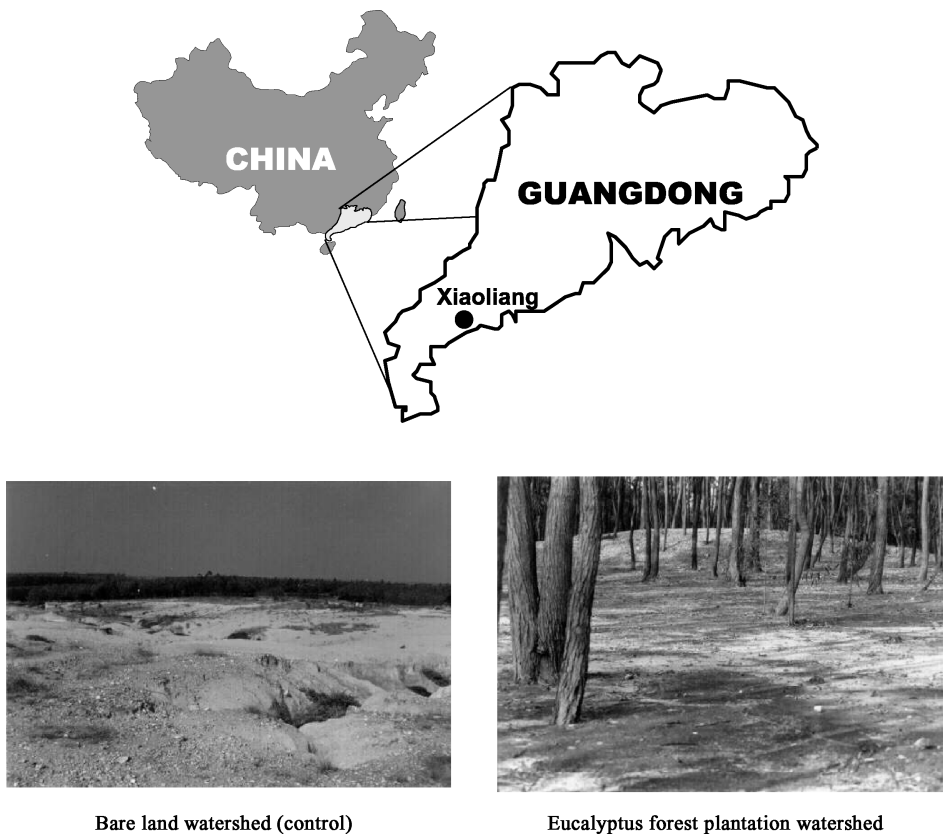 CHINA
GUANGDONG
Xiaoliang
Bare land watershed (control)
Eucalyptus forest plantation watershed